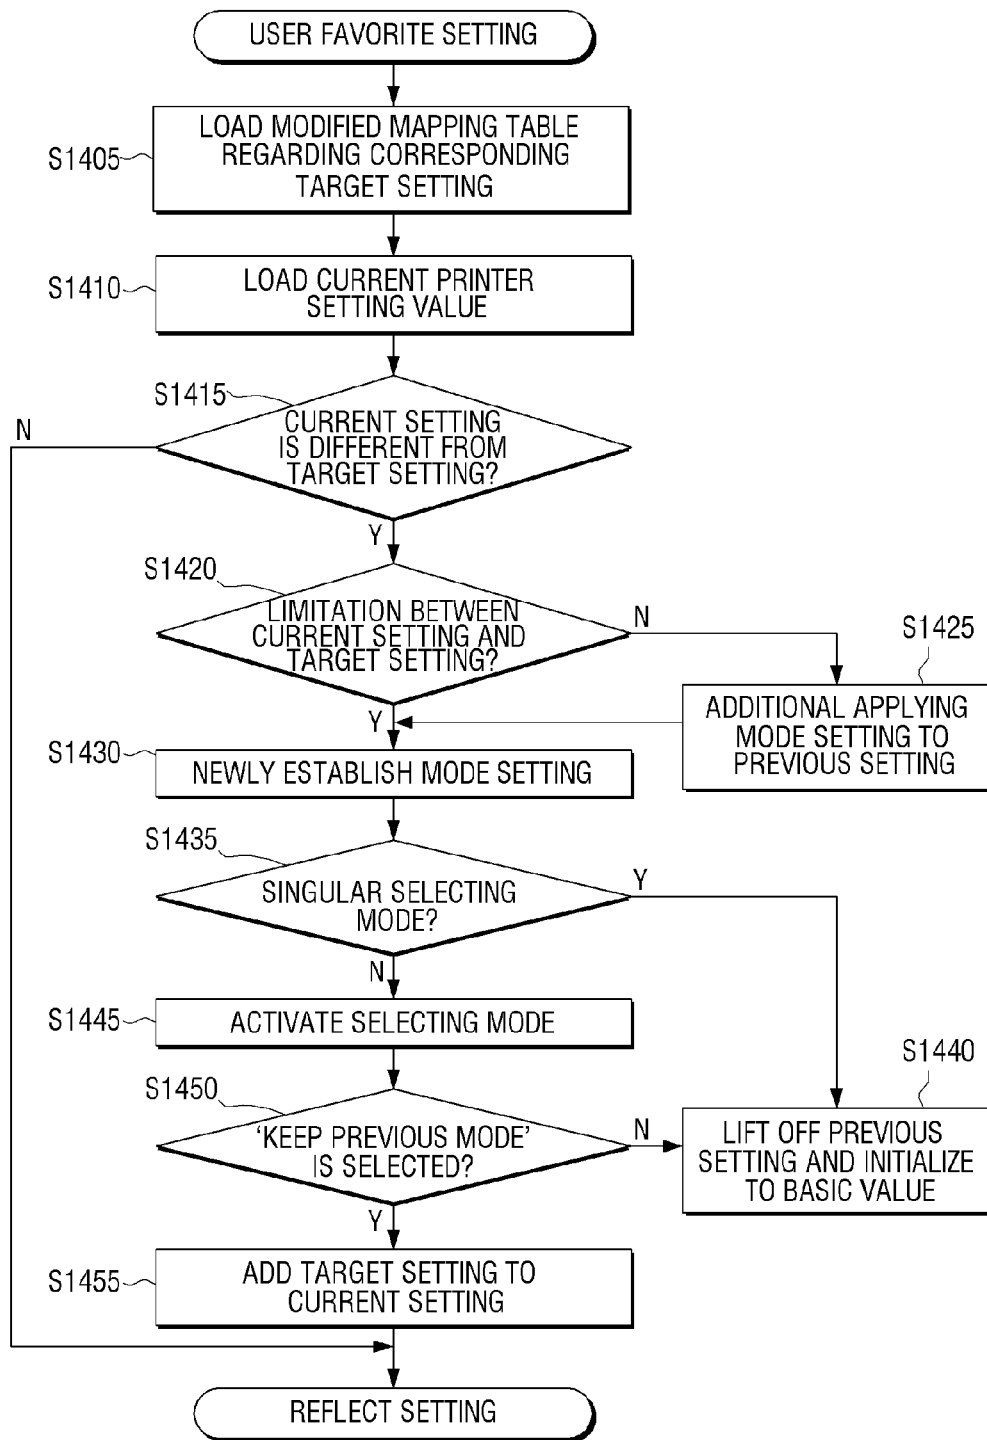 USER FAVORITE SETTING
S1405
LOAD MODIFIED MAPPING TABLE
REGARDING CORRESPONDING
TARGET SETTING
S1410
LOAD CURRENT PRINTER
SETTING VALUE
S1415
N
CURRENT SETTING
IS DIFFERENT FROM
TARGET SETTING?
Y
S1420
LIMITATION BETWEEN
CURRENT SETTING AND
TARGET SETTING?
N
S1425
ADDITIONAL APPLYING
MODE SETTING TO
PREVIOUS SETTING
Y
S1430
NEWLY ESTABLISH MODE SETTING
S1435
SINGULAR SELECTING
MODE?
Y
N
S1445
ACTIVATE SELECTING MODE
S1440
LIFT OFF PREVIOUS
SETTING AND INITIALIZE
TO BASIC VALUE
S1450
'KEEP PREVIOUS MODE'
IS SELECTED?
N
Y
S1455
ADD TARGET SETTING TO
CURRENT SETTING
REFLECT SETTING